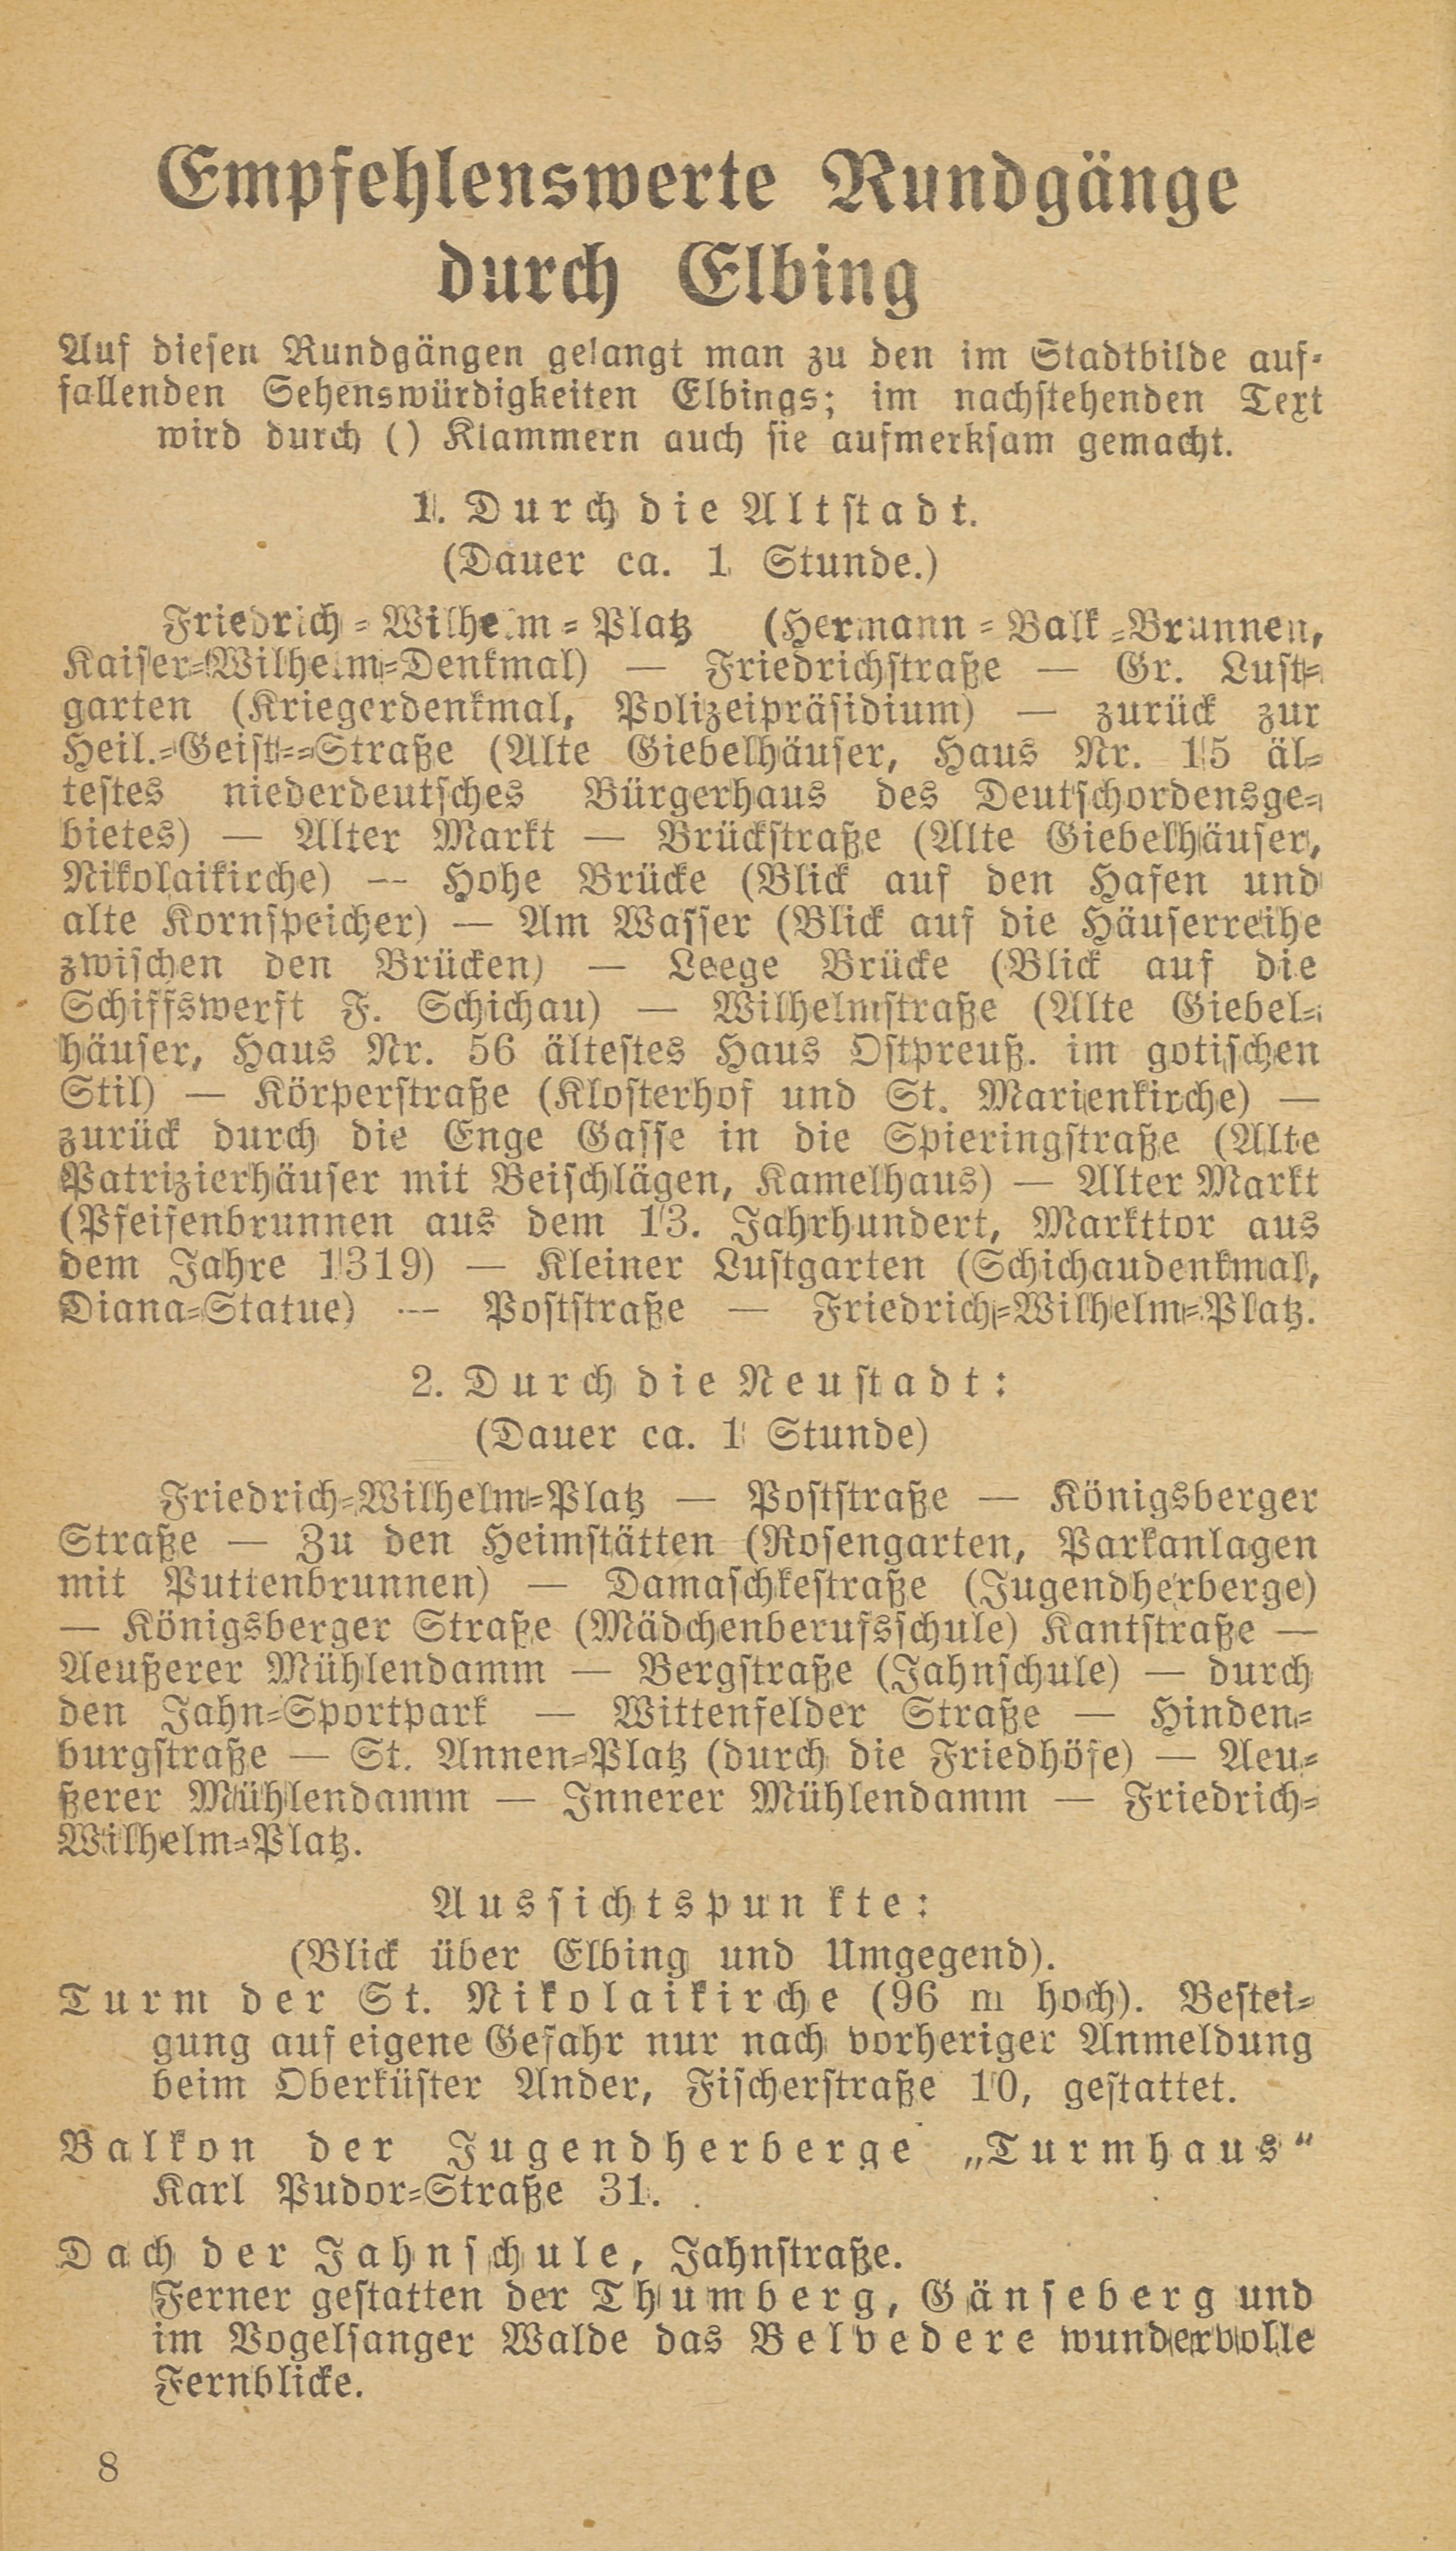 Empfehlenswerte Rundgänge
durch Elbing
Auf diesen Rundgängen gelangt man zu den im Stadtbilde auf-
fallenden Sehenswürdigkeiten Elbings; im nachstehenden Text
wird durch () Klammern auch sie aufmerksam gemacht.
1. Durch die Altstadt.
(Dauer ca. 1 Stunde.)
Friedrich-Wilhelm-Platz (Hermann-Balk-Brunnen,
Kaiser-Wilhelm-Denkmal) — Friedrichstraße — Gr. Lust-
garten (Kriegerdenkmal, Polizeipräsidium) — zurück zur
Heil.-Geist--Straße (Alte Giebelhäuser, Haus Nr. 15 äl-
testes niederdeutsches Bürgerhaus des Deutschordensge-
bietes) — Alter Markt — Brückstraße (Alte Giebelhäuser,
Nikolaikirche) — Hohe Brücke (Blick auf den Hafen und
alte Kornspeicher) — Am Wasser (Blick auf die Häuserreihe
zwischen den Brücken) — Leege Brücke (Blick auf die
Schiffswerft F. Schichau) — Wilhelmstraße (Alte Giebel-
häuser, Haus Nr. 56 ältestes Haus Ostpreuß. im gotischen
Stil) — Körperstraße (Klosterhof und St. Marienkirche) —
zurück durch die Enge Gasse in die Spieringstraße (Alte
Patrizierhäuser mit Beischlägen, Kamelhaus) — Alter Markt
(Pfeifenbrunnen aus dem 13. Jahrhundert, Markttor aus
dem Jahre 1319) — Kleiner Lustgarten (Schichaudenkmal,
Diana-Statue) — Poststraße — Friedrich-Wilhelm-Platz.
2. Durch die Neustadt:
(Dauer ca. 1 Stunde)
Friedrich-Wilhelm-Platz — Poststraße — Königsberger
Straße — Zu den Heimstätten (Rosengarten, Parkanlagen
mit Puttenbrunnen) — Damaschkestraße (Jugendherberge)
— Königsberger Straße (Mädchenberufsschule) Kantstraße —
Aeußerer Mühlendamm — Bergstraße (Jahnschule) — durch
den Jahn-Sportpark — Wittenfelder Straße — Hinden-
burgstraße — St. Annen-Platz (durch die Friedhöfe) — Aeu-
ßerer Mühlendamm — Innerer Mühlendamm — Friedrich-
Wilhelm-Platz.
Aussichtspunkte:
(Blick über Elbing und Umgegend).
Turm der St. Nikolaikirche (96 m hoch). Bestei-
gung auf eigene Gefahr nur nach vorheriger Anmeldung
beim Oberküster Ander, Fischerstraße 10, gestattet.
Balkon der Jugendherberge „Turmhaus“
Karl Pudor-Straße 31.
Dach der Jahnschule, Jahnstraße.
Ferner gestatten der Thumberg, Gänseberg und
im Vogelsanger Walde das Belvedere wundervolle
Fernblicke.
8